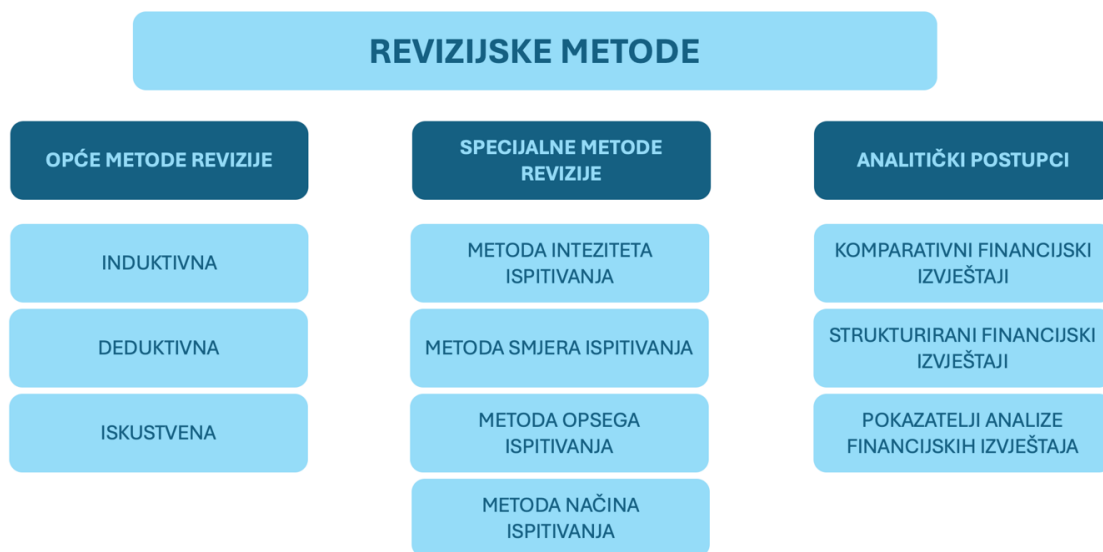 REVIZIJSKE METODE
OPĆE METODE REVIZIJE
INDUKTIVNA
DEDUKTIVNA
ISKUSTVENA
SPECIJALNE METODE
REVIZIJE
METODA INTEZITETA
ISPITIVANJA
METODA SMJERA ISPITIVANJA
METODA OPSEGA
ISPITIVANJA
METODA NAČINA
ISPITIVANJA
ANALITIČKI POSTUPCI
KOMPARATIVNI FINANCIJSKI
IZVJEŠTAJI
STRUKTURIRANI FINANCIJSKI
IZVJEŠTAJI
POKAZATELJI ANALIZE
FINANCIJSKIH IZVJEŠTAJA